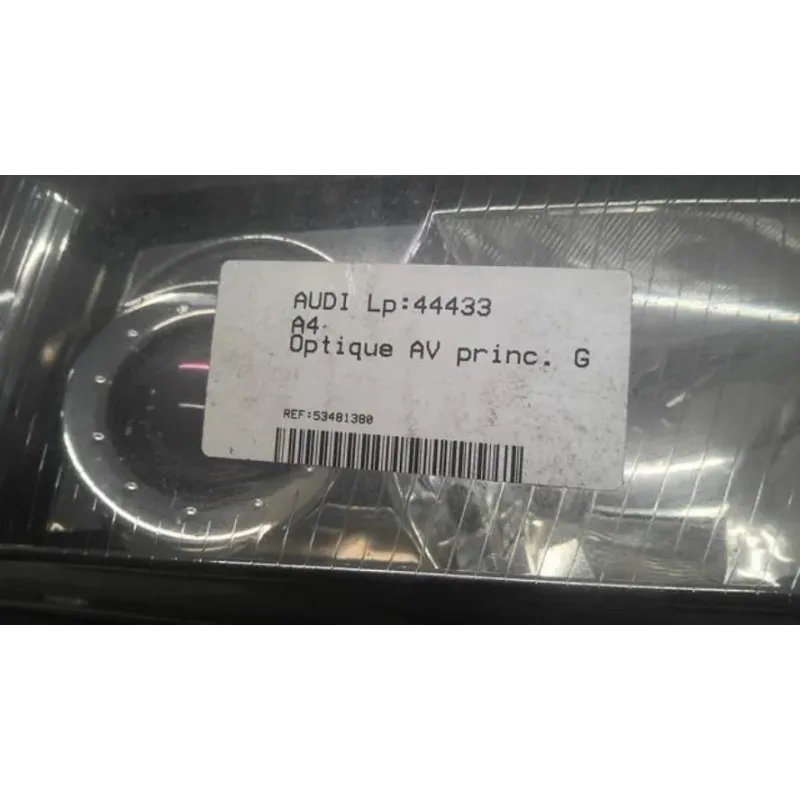 AUDI Lp:44433
A4
Optique AV princ. G
REF:53481380